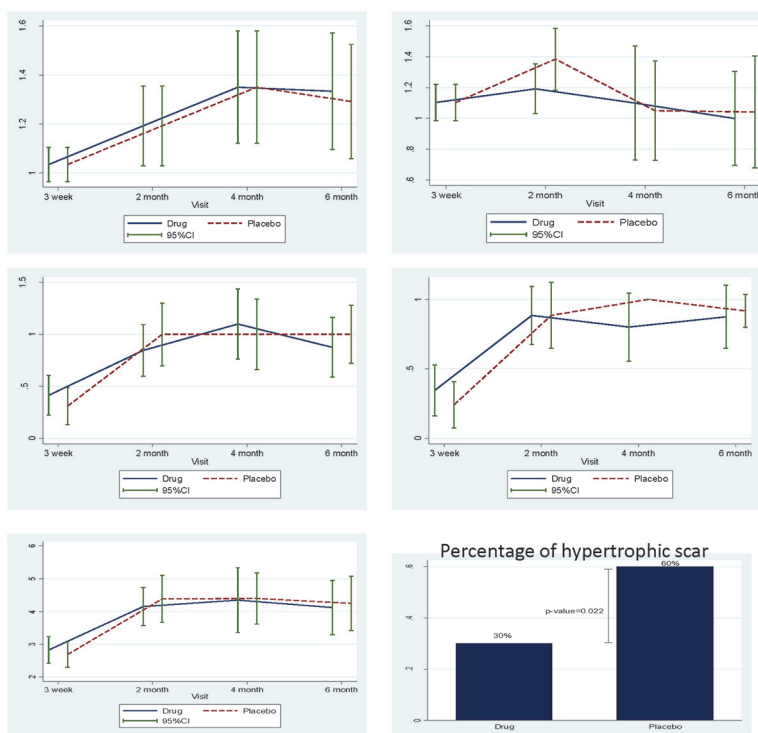 1.6
1.4
1.2
1
3 week
2 month
4 month
6 month
Visit
Drug
Placebo
95%CI
1.6
1.4
1.2
1
.8
.6
3 week
2 month
4 month
6 month
Visit
Drug
Placebo
95%CI
1.5
1
.5
0
3 week
2 month
4 month
6 month
Visit
Drug
Placebo
95%CI
1
.5
0
3 week
2 month
4 month
6 month
Visit
Drug
Placebo
95%CI
6
5
4
3
2
3 week
2 month
4 month
6 month
Visit
Drug
Placebo
95%CI
Percentage of hypertrophic scar
.6
.4
.2
0
60%
p-value=0.022
30%
Drug
Placebo